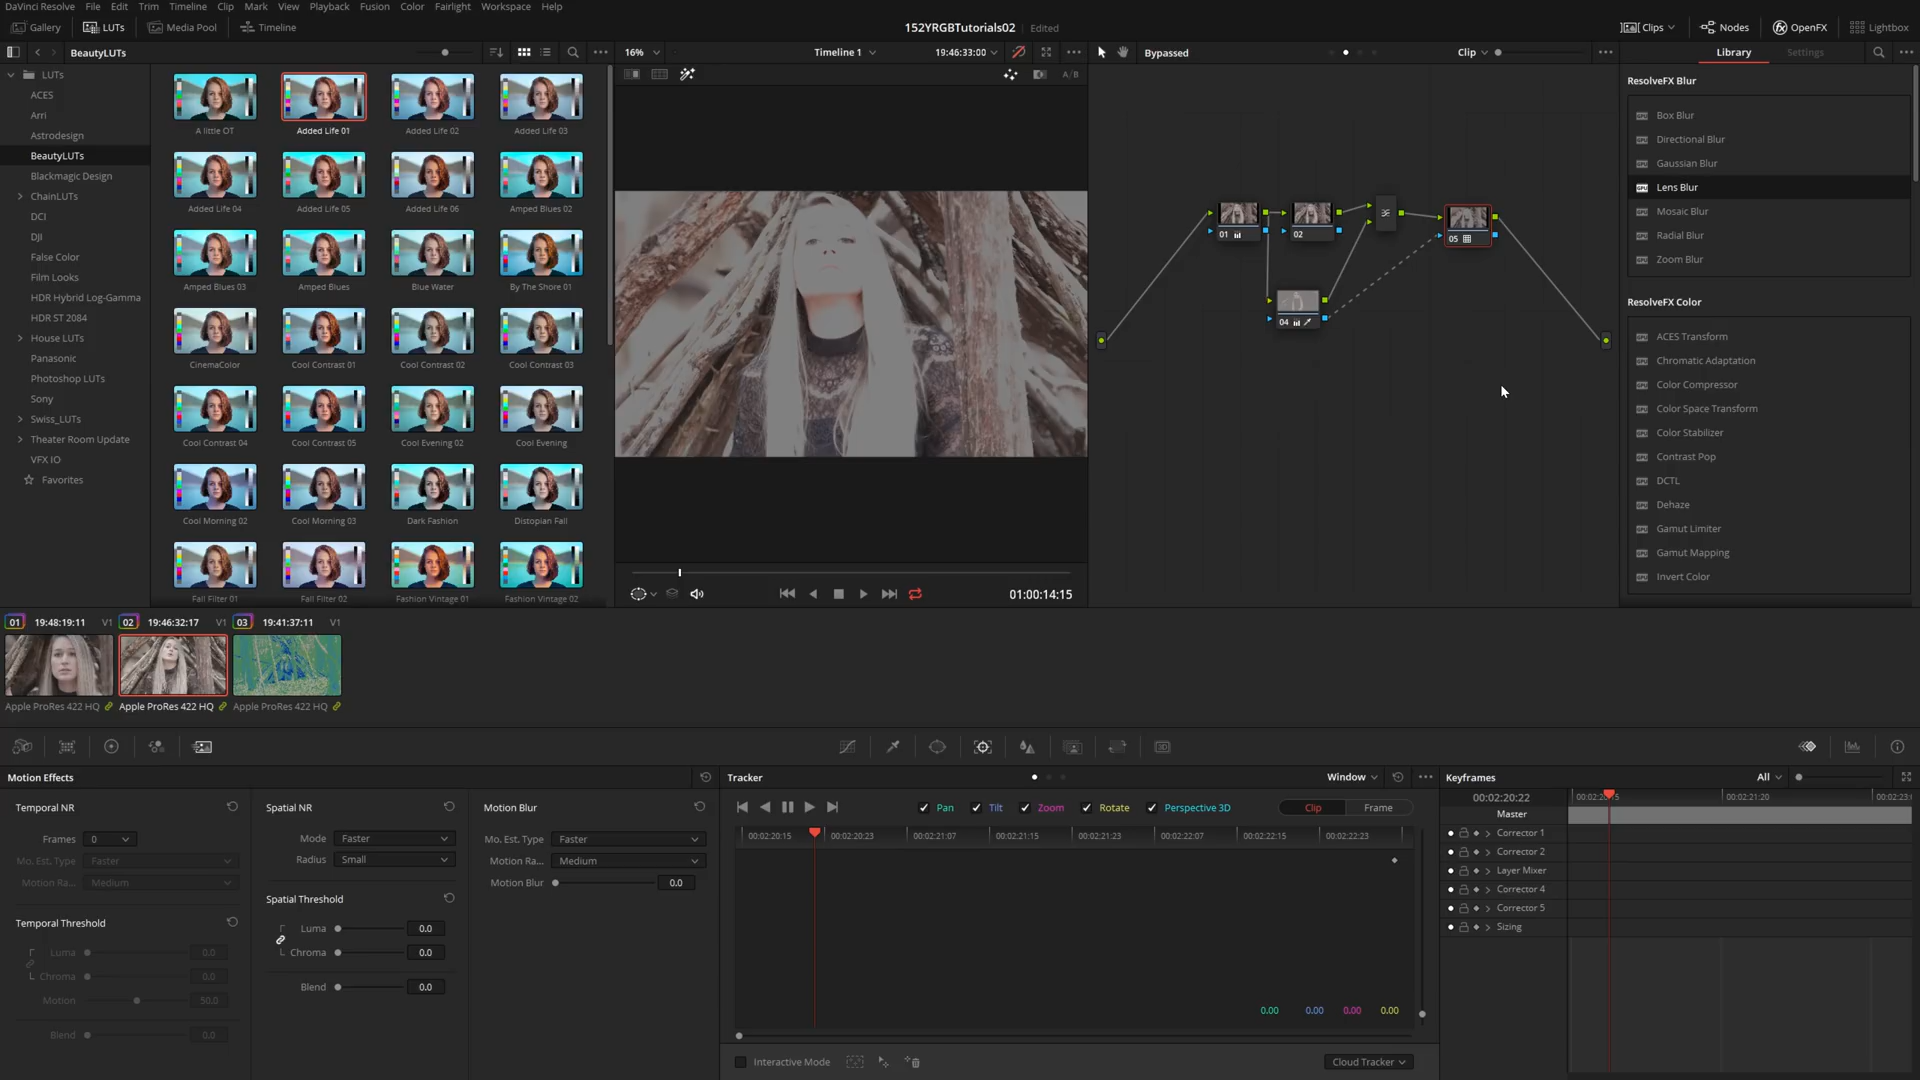 DaVinci Resolve File Edit Trim Timeline Clip Mark View Playback Fusion Color Fairlight Workspace Help
Gallery LUTs Media Pool Timeline 152YRGBTutorials02 Edited Clips Nodes OpenFX Lightbox
BeautyLUTs 16% Timeline 1 19:46:33:00 Bypassed Clip Library Settings
LUTs
ACES
Arri
Astrodesign
BeautyLUTs
Blackmagic Design
ChainLUTs
DCI
DJI
False Color
Film Looks
HDR Hybrid Log-Gamma
HDR ST 2084
House LUTs
Panasonic
Photoshop LUTs
Sony
Swiss_LUTs
Theater Room Update
VFX IO
Favorites
A little OT Added Life 01 Added Life 02 Added Life 03
Added Life 04 Added Life 05 Added Life 06 Amped Blues 02
Amped Blues 03 Amped Blues Blue Water By The Shore 01
CinemaColor Cool Contrast 01 Cool Contrast 02 Cool Contrast 03
Cool Contrast 04 Cool Contrast 05 Cool Evening 02 Cool Evening
Cool Morning 02 Cool Morning 03 Dark Fashion Distopian Fall
Fall Filter 01 Fall Filter 02 Fashion Vintage 01 Fashion Vintage 02
A/B
01:00:14:15
01 02 05
04
ResolveFX Blur
Box Blur
Directional Blur
Gaussian Blur
Lens Blur
Mosaic Blur
Radial Blur
Zoom Blur
ResolveFX Color
ACES Transform
Chromatic Adaptation
Color Compressor
Color Space Transform
Color Stabilizer
Contrast Pop
DCTL
Dehaze
Gamut Limiter
Gamut Mapping
Invert Color
01 19:48:19:11 V1 02 19:46:32:17 V1 03 19:41:37:11 V1
Apple ProRes 422 HQ Apple ProRes 422 HQ Apple ProRes 422 HQ
3D
Motion Effects
Temporal NR
Frames 0
Mo. Est. Type Faster
Motion Ra... Medium
Temporal Threshold
Luma 0.0
Chroma 0.0
Motion 50.0
Blend 0.0
Spatial NR
Mode Faster
Radius Small
Spatial Threshold
Luma 0.0
Chroma 0.0
Blend 0.0
Motion Blur
Mo. Est. Type Faster
Motion Ra... Medium
Motion Blur 0.0
Tracker Window
Pan Tilt Zoom Rotate Perspective 3D Clip Frame
00:02:20:15 00:02:20:23 00:02:21:07 00:02:21:15 00:02:21:23 00:02:22:07 00:02:22:15 00:02:22:23
0.00 0.00 0.00 0.00
Interactive Mode Cloud Tracker
Keyframes All
00:02:20:22 00:02:21:20
Master
Corrector 1
Corrector 2
Layer Mixer
Corrector 4
Corrector 5
Sizing